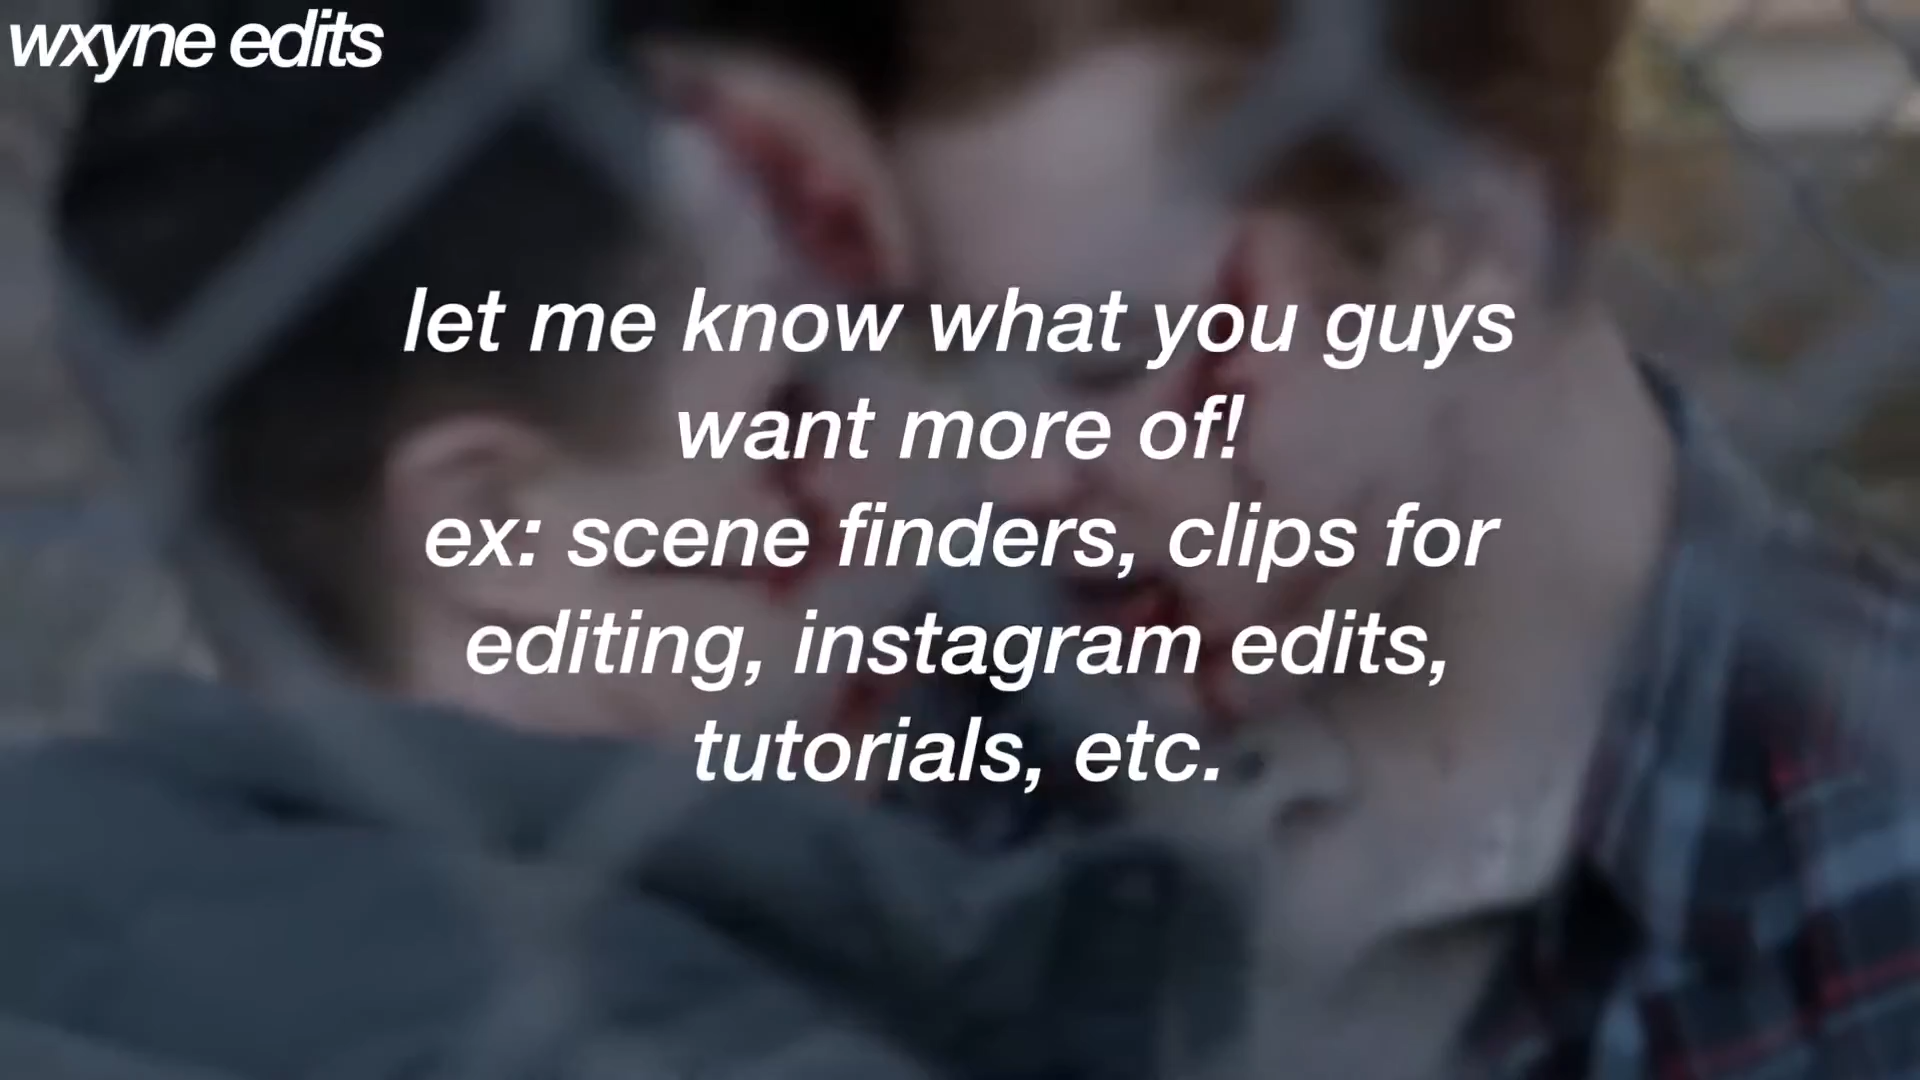 wxyne edits
let me know what you guys
want more of!
ex: scene finders, clips for
editing, instagram edits,
tutorials, etc.